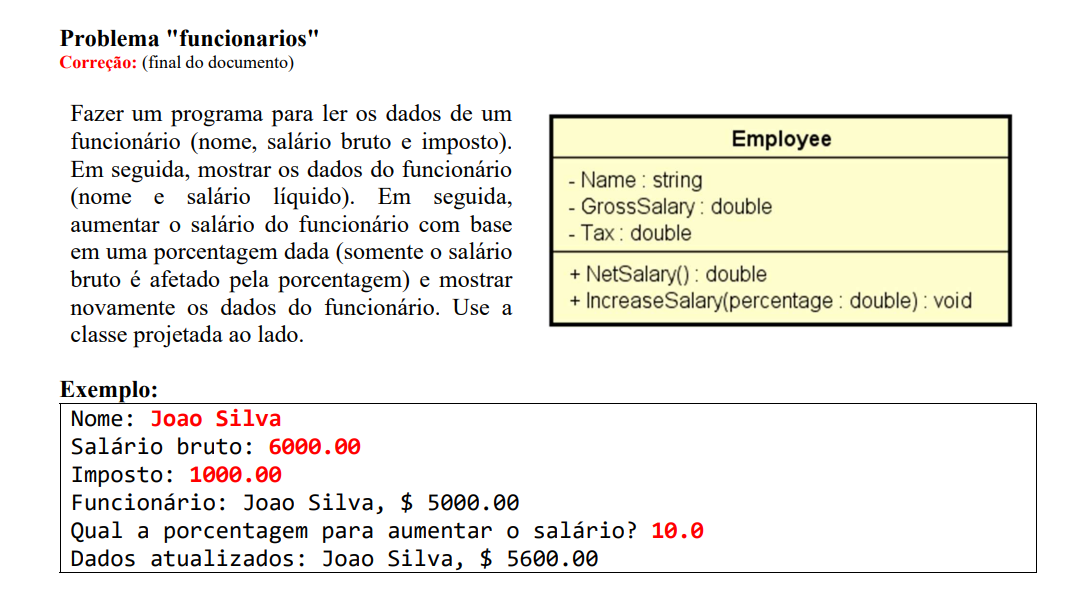 Problema "funcionarios"
Correção: (final do documento)
Fazer um programa para ler os dados de um
funcionário (nome, salário bruto e imposto).
Em seguida, mostrar os dados do funcionário
(nome e salário líquido). Em seguida,
aumentar o salário do funcionário com base
em uma porcentagem dada (somente o salário
bruto é afetado pela porcentagem) e mostrar
novamente os dados do funcionário. Use a
classe projetada ao lado.
Employee
- Name : string
- GrossSalary : double
- Tax : double
+ NetSalary() : double
+ IncreaseSalary(percentage : double) : void
Exemplo:
Nome: Joao Silva
Salário bruto: 6000.00
Imposto: 1000.00
Funcionário: Joao Silva, $ 5000.00
Qual a porcentagem para aumentar o salário? 10.0
Dados atualizados: Joao Silva, $ 5600.00